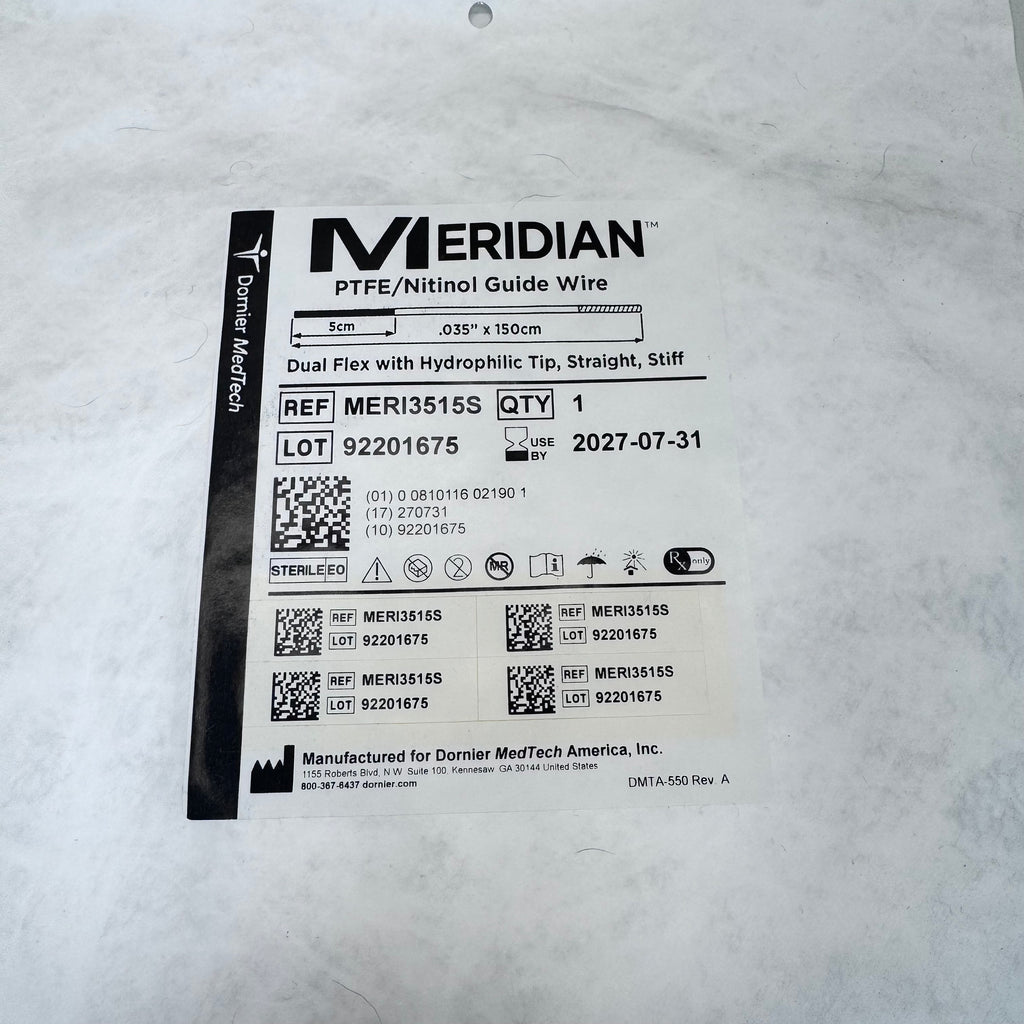 MERIDIAN™
PTFE/Nitinol Guide Wire
5cm
.035" x 150cm
Dual Flex with Hydrophilic Tip, Straight, Stiff
REF MERI3515S QTY 1
LOT 92201675 USE BY 2027-07-31
(01) 0 0810116 02190 1
(17) 270731
(10) 92201675
STERILE EO 2 MR i Rx only
REF MERI3515S
LOT 92201675
REF MERI3515S
LOT 92201675
REF MERI3515S
LOT 92201675
REF MERI3515S
LOT 92201675
Manufactured for Dornier MedTech America, Inc.
1155 Roberts Blvd, N.W. Suite 100, Kennesaw GA 30144 United States
800-367-6437 dornier.com
DMTA-550 Rev. A
Dornier MedTech